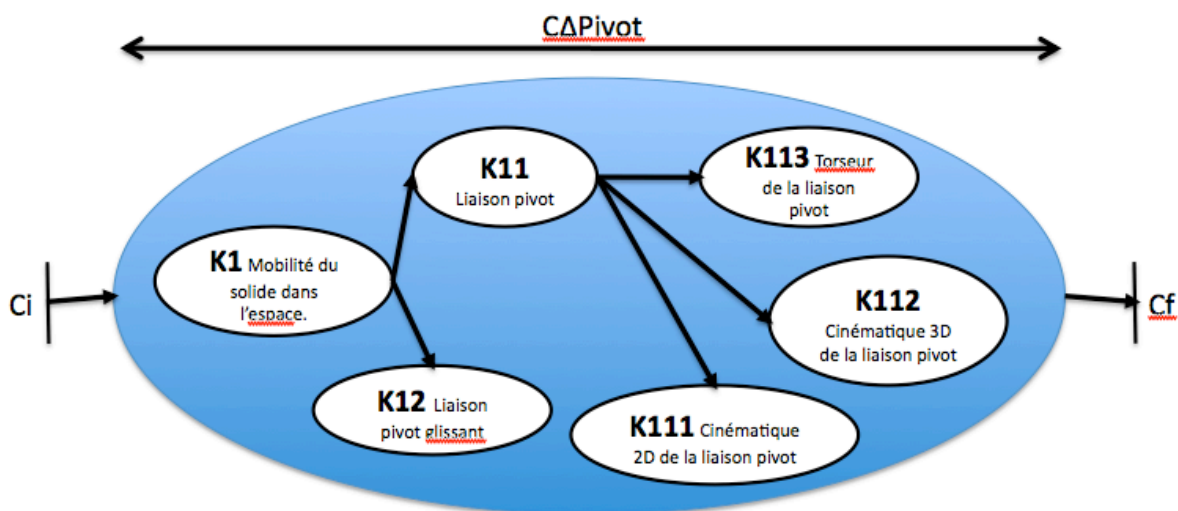 CΔPivot
K11
Liaison pivot
K113 Torseur
de la liaison
pivot
K1 Mobilité du
solide dans
l'espace.
Ci
K112
Cinématique 3D
de la liaison pivot
Cf
K12 Liaison
pivot glissant
K111 Cinématique
2D de la liaison pivot